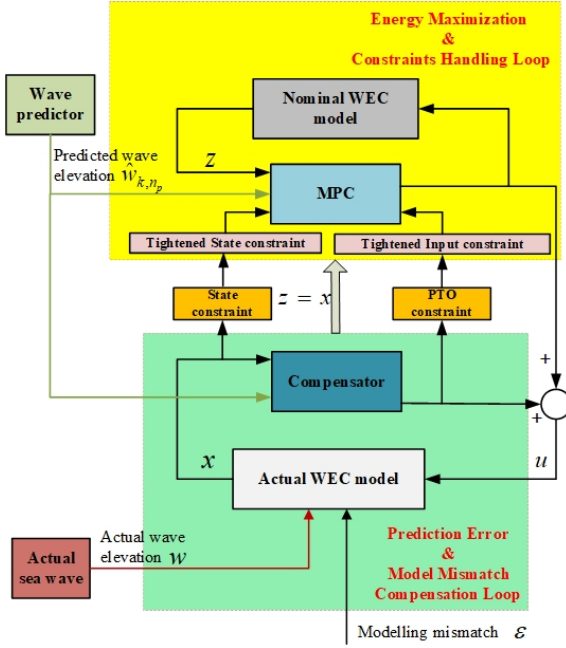 Energy Maximization
&
Constraints Handling Loop
Wave
predictor
Nominal WEC
model
Predicted wave
elevation ŵ_{k,n_p}
z
MPC
Tightened State constraint
Tightened Input constraint
State
constraint
z = x
PTO
constraint
Compensator
+
+
x
u
Actual WEC model
Actual
sea wave
Actual wave
elevation w
Prediction Error
&
Model Mismatch
Compensation Loop
Modelling mismatch ε